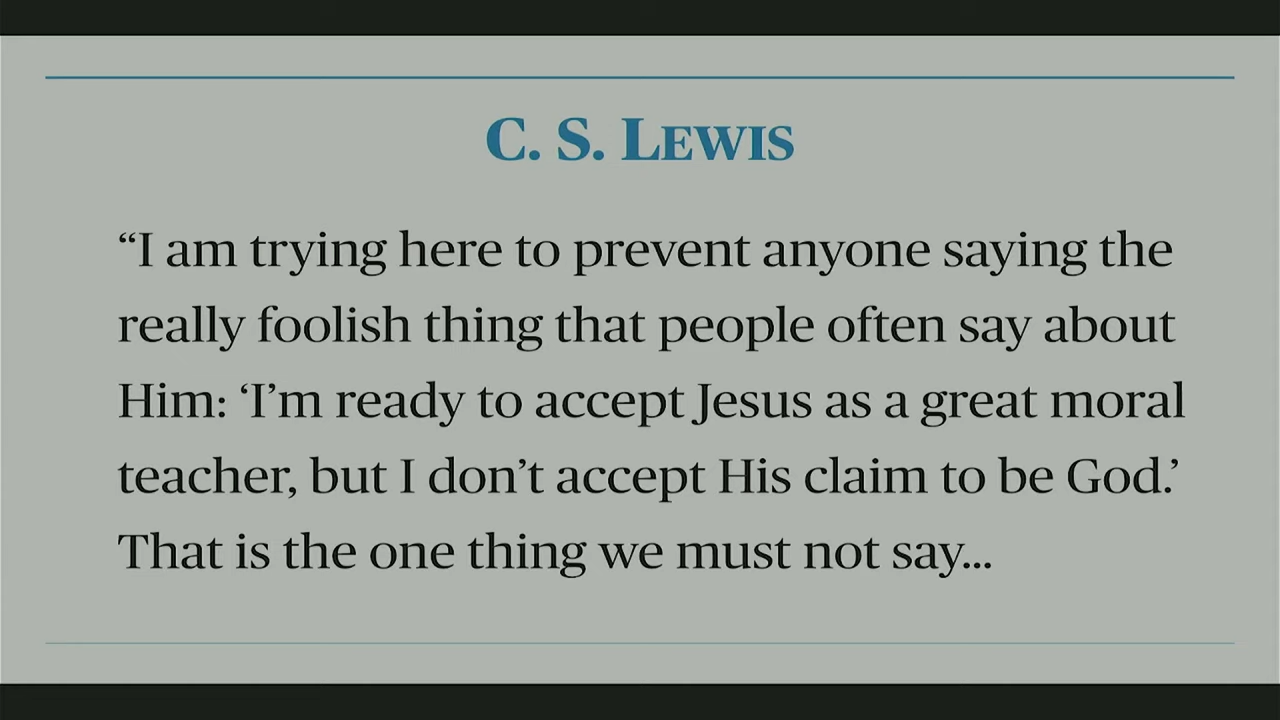 C. S. LEWIS
“I am trying here to prevent anyone saying the
really foolish thing that people often say about
Him: ‘I’m ready to accept Jesus as a great moral
teacher, but I don’t accept His claim to be God.’
That is the one thing we must not say...